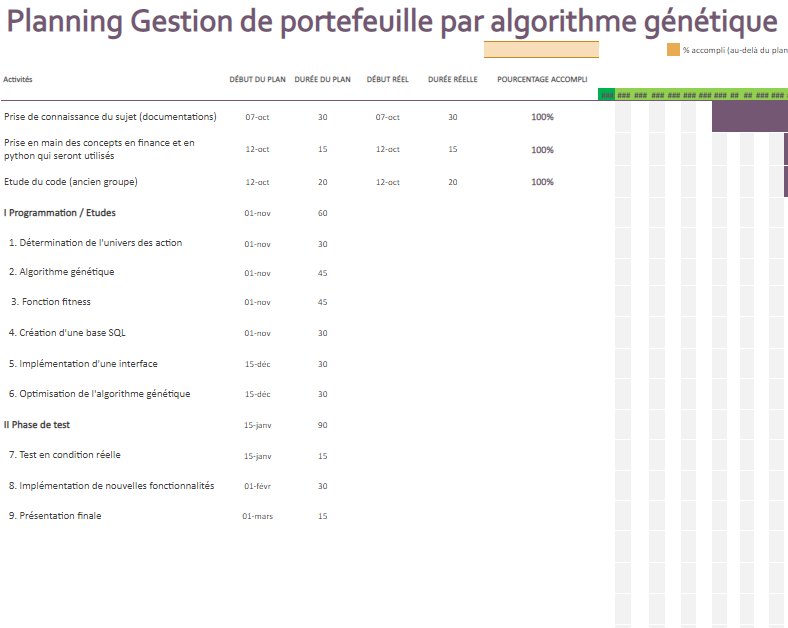 Planning Gestion de portefeuille par algorithme génétique
% accompli (au-delà du plan
Activités DÉBUT DU PLAN DURÉE DU PLAN DÉBUT RÉEL DURÉE RÉELLE POURCENTAGE ACCOMPLI
### ### ### ### ### ### ### ### ## ## ### ###
Prise de connaissance du sujet (documentations) 07-oct 30 07-oct 30 100%
Prise en main des concepts en finance et en
python qui seront utilisés 12-oct 15 12-oct 15 100%
Etude du code (ancien groupe) 12-oct 20 12-oct 20 100%
I Programmation / Etudes 01-nov 60
1. Détermination de l'univers des action 01-nov 30
2. Algorithme génétique 01-nov 45
3. Fonction fitness 01-nov 45
4. Création d'une base SQL 01-nov 30
5. Implémentation d'une interface 15-déc 30
6. Optimisation de l'algorithme génétique 15-déc 30
II Phase de test 15-janv 90
7. Test en condition réelle 15-janv 15
8. Implémentation de nouvelles fonctionnalités 01-févr 30
9. Présentation finale 01-mars 15